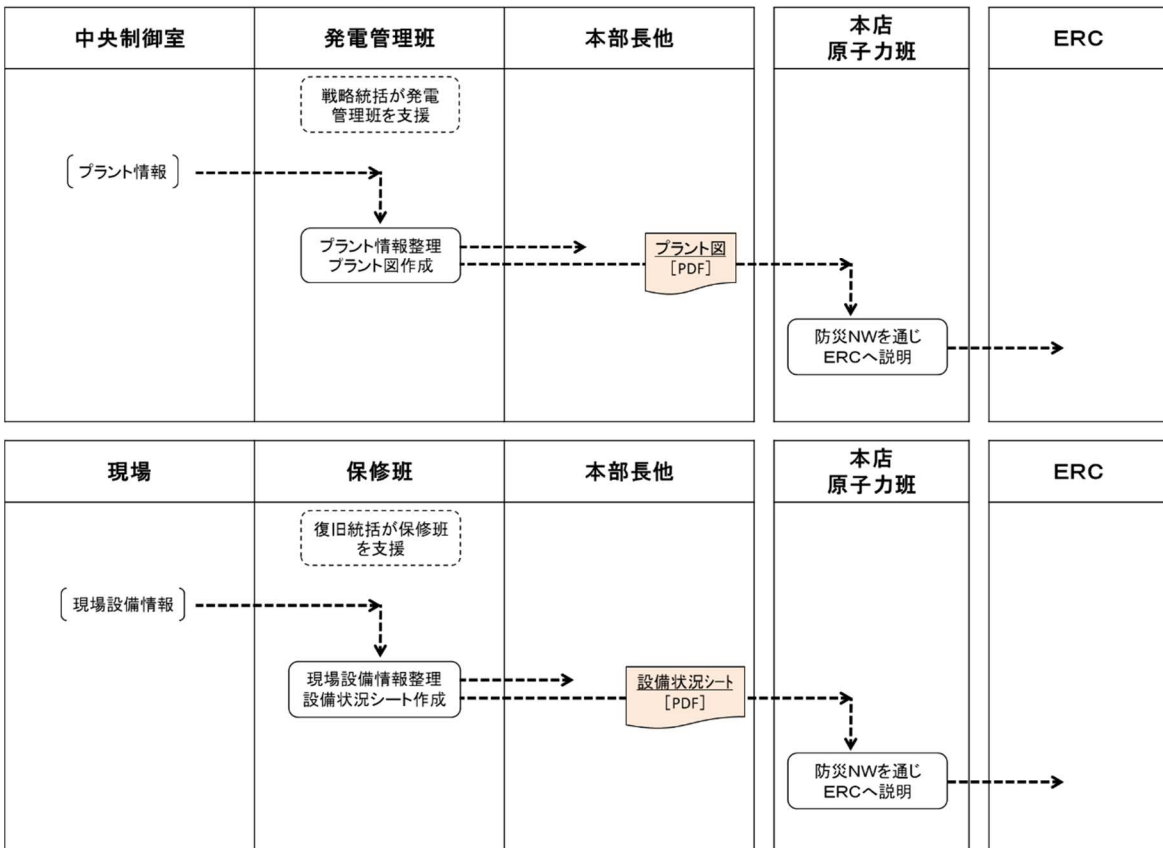 中央制御室
発電管理班
本部長他
本店
原子力班
ERC
戦略統括が発電
管理班を支援
プラント情報
プラント情報整理
プラント図作成
プラント図
[PDF]
防災NWを通じ
ERCへ説明
現場
保修班
本部長他
本店
原子力班
ERC
復旧統括が保修班
を支援
現場設備情報
現場設備情報整理
設備状況シート作成
設備状況シート
[PDF]
防災NWを通じ
ERCへ説明